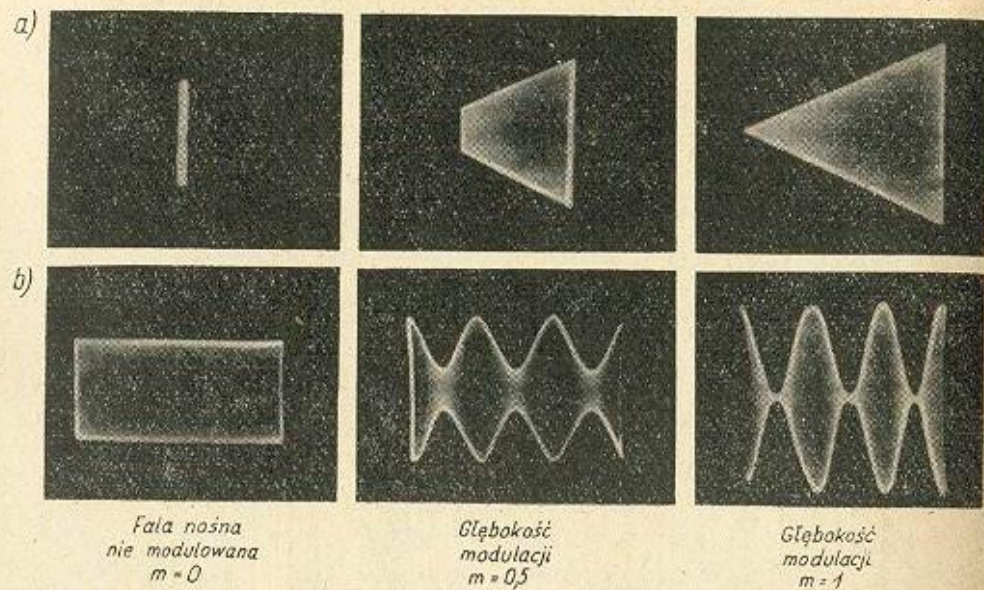 a)
b)
Fala nośna
nie modulowana
m = 0
Głębokość
modulacji
m = 0,5
Głębokość
modulacji
m = 1